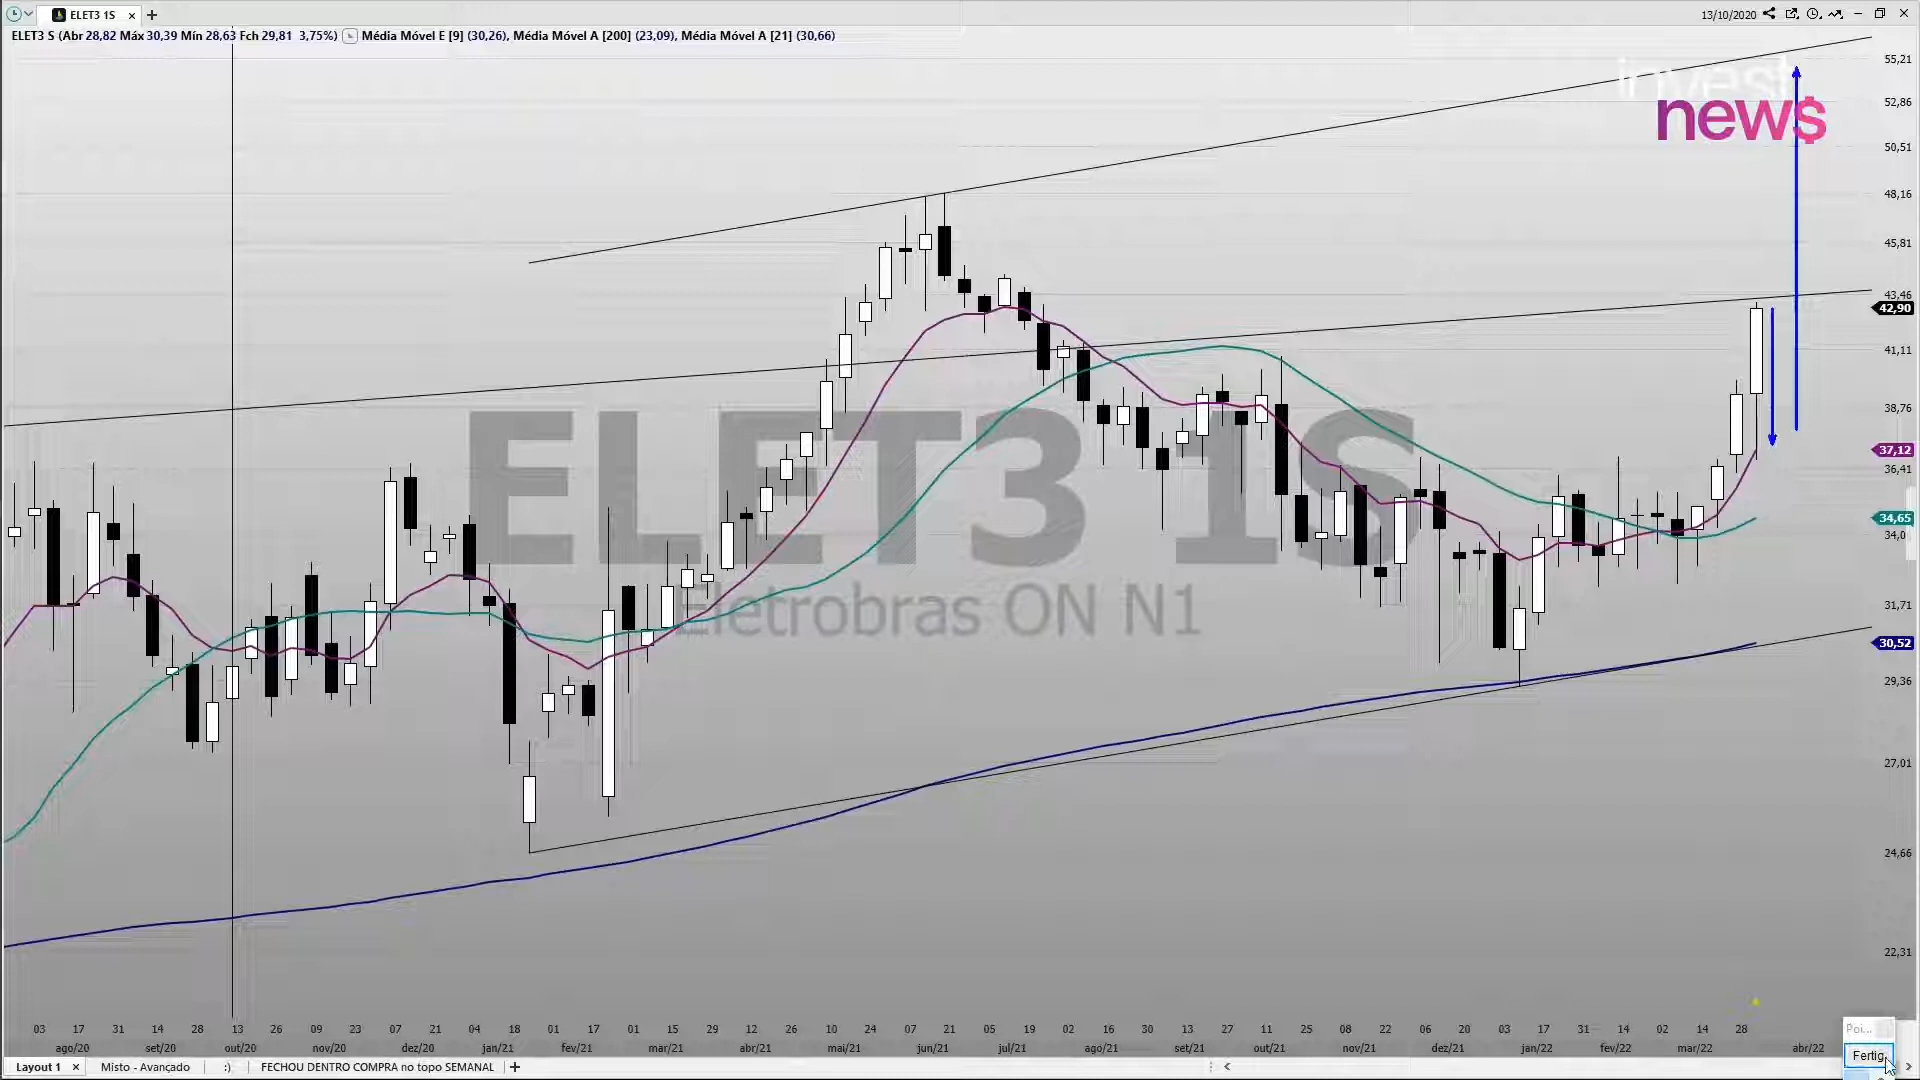 ELET3 1S × +
13/10/2020
ELET3 S (Abr 28,82 Máx 30,39 Mín 28,63 Fch 29,81 3,75%) Média Móvel E [9] (30,26), Média Móvel A [200] (23,09), Média Móvel A [21] (30,66)
invest
new$
55,21
52,86
50,51
48,16
45,81
43,46
42,90
41,11
38,76
37,12
36,41
34,65
34,0
31,71
30,52
29,36
27,01
24,66
22,31
ELET3 1S
Eletrobras ON N1
03 17 31 14 28 13 26 09 23 07 21 04 18 01 17 01 15 29 12 26 10 24 07 21 05 19 02 16 30 13 27 11 25 08 22 06 20 03 17 31 14 02 14 28
ago/20 set/20 out/20 nov/20 dez/20 jan/21 fev/21 mar/21 abr/21 mai/21 jun/21 jul/21 ago/21 set/21 out/21 nov/21 dez/21 jan/22 fev/22 mar/22 abr/22
Poi...
Fertig
Layout 1 × Misto - Avançado :) FECHOU DENTRO COMPRA no topo SEMANAL +